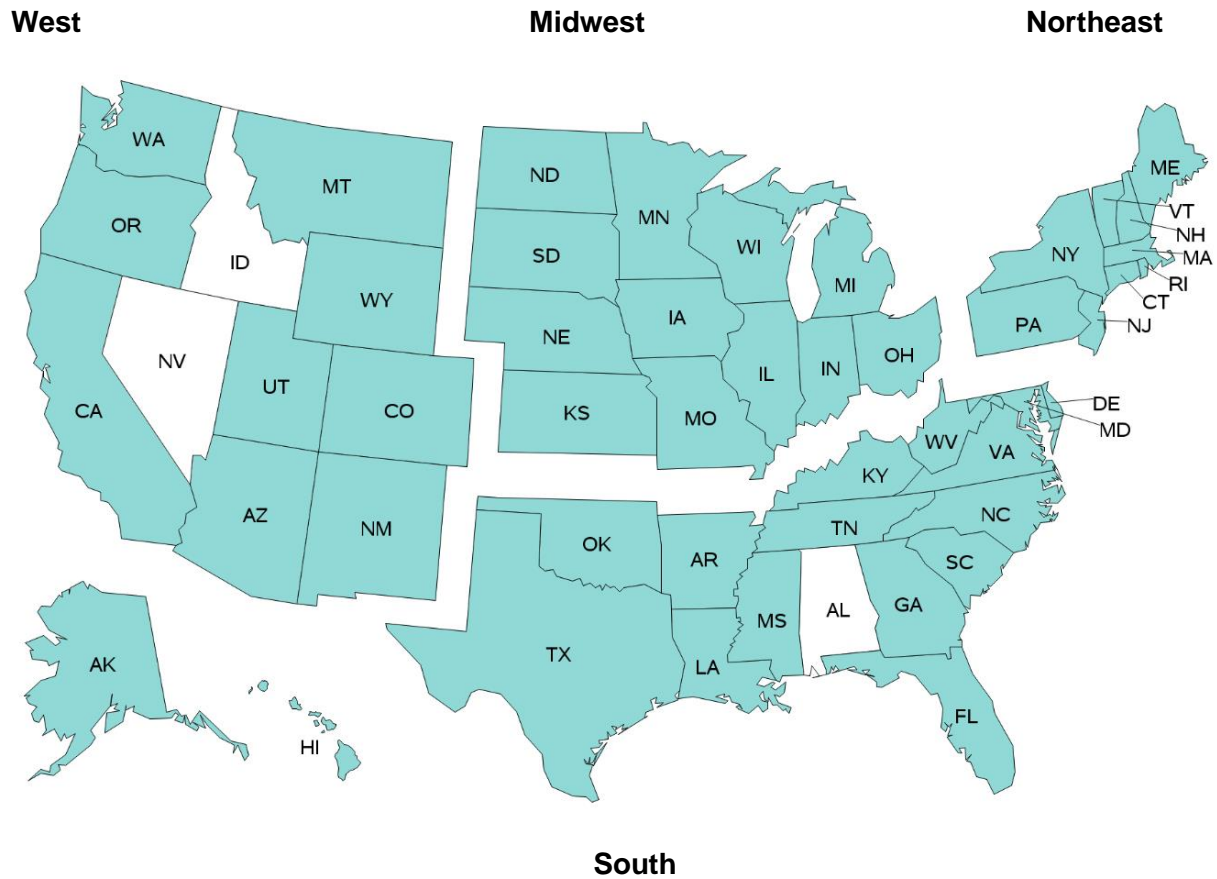 West Midwest Northeast
WA
MT
ND
MN
ME
OR
ID
SD
WI
VT
NH
NY
MA
WY
MI
RI
CT
NV
NE
IA
PA
NJ
UT
CO
KS
MO
IL
IN
OH
CA
DE
MD
WV
VA
KY
AZ
NM
OK
AR
TN
NC
SC
MS
AL
GA
TX
LA
AK
FL
HI
South